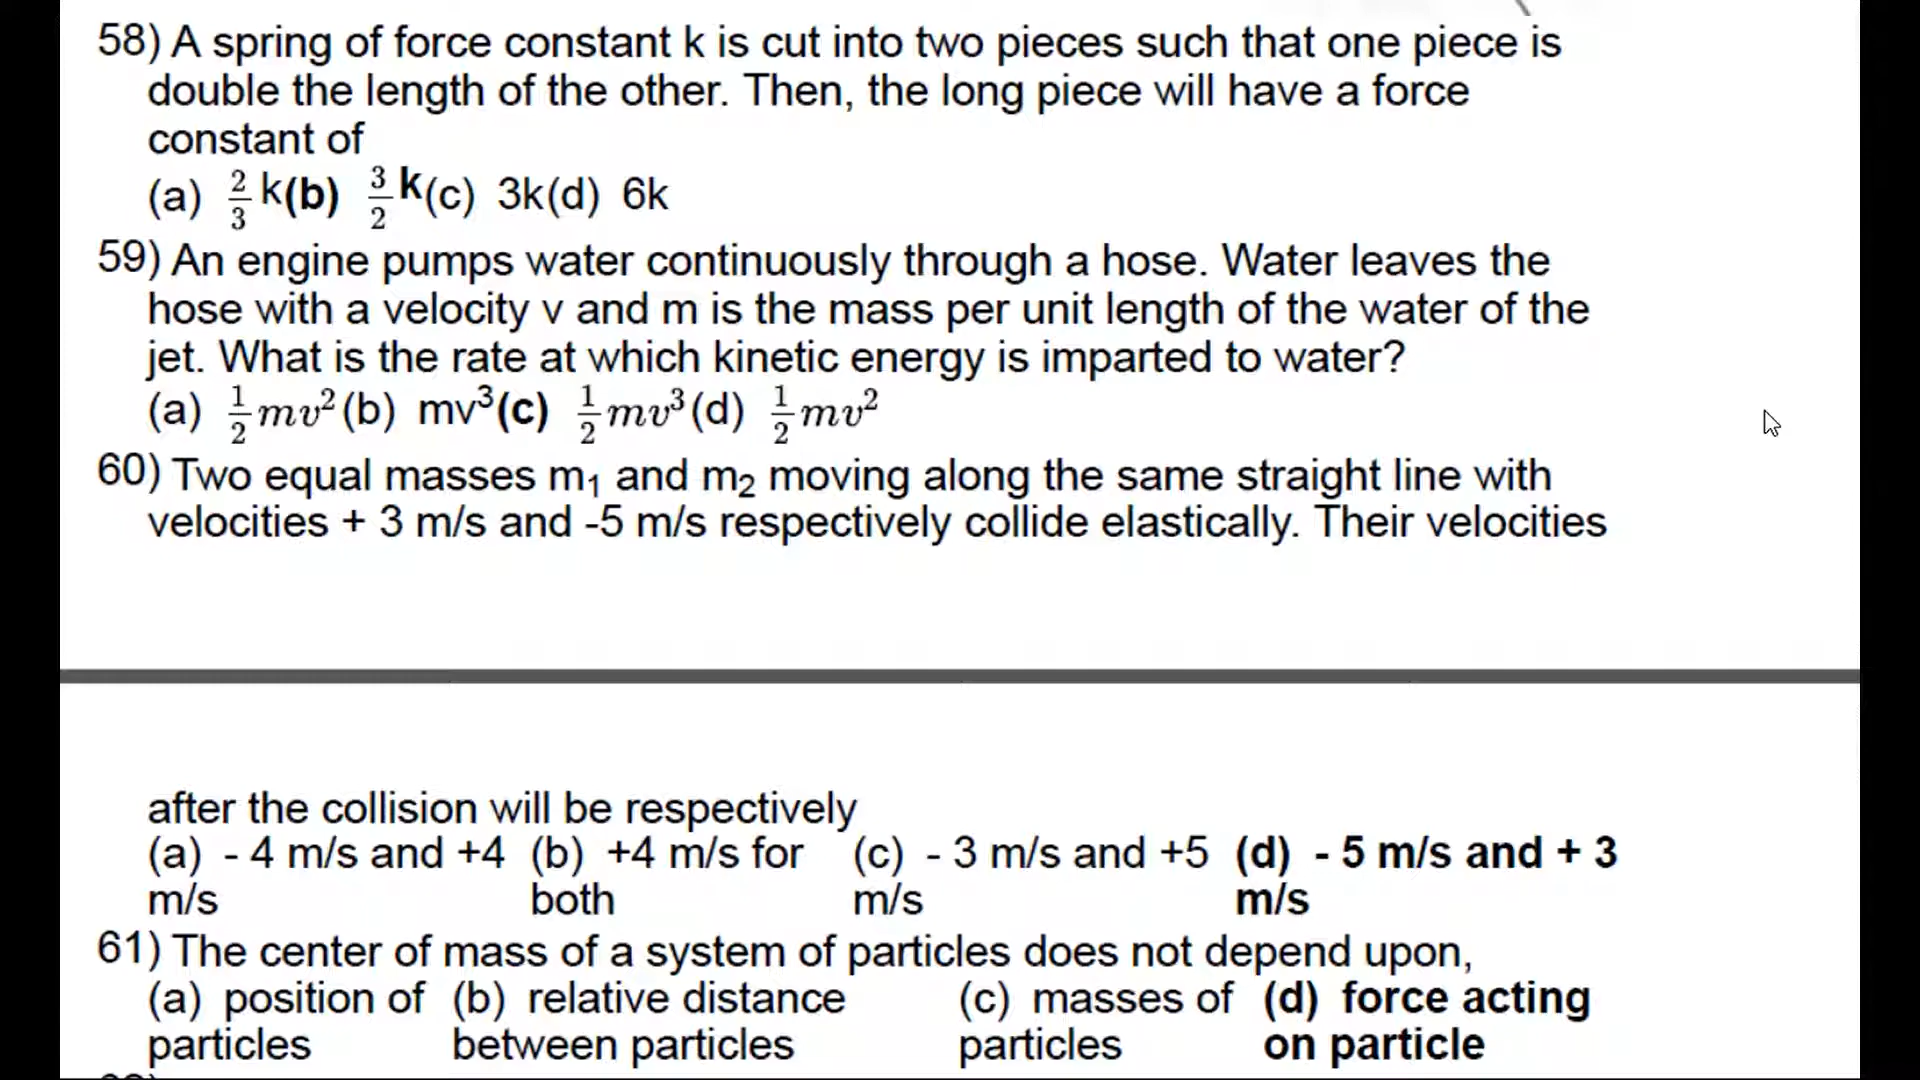 58) A spring of force constant k is cut into two pieces such that one piece is
double the length of the other. Then, the long piece will have a force
constant of
(a) 2/3 k(b) 3/2 k(c) 3k(d) 6k
59) An engine pumps water continuously through a hose. Water leaves the
hose with a velocity v and m is the mass per unit length of the water of the
jet. What is the rate at which kinetic energy is imparted to water?
(a) 1/2 mv²(b) mv³(c) 1/2 mv³(d) 1/2 mv²
60) Two equal masses m₁ and m₂ moving along the same straight line with
velocities + 3 m/s and -5 m/s respectively collide elastically. Their velocities
after the collision will be respectively
(a) - 4 m/s and +4 (b) +4 m/s for (c) - 3 m/s and +5 (d) - 5 m/s and + 3
m/s both m/s m/s
61) The center of mass of a system of particles does not depend upon,
(a) position of (b) relative distance (c) masses of (d) force acting
particles between particles particles on particle